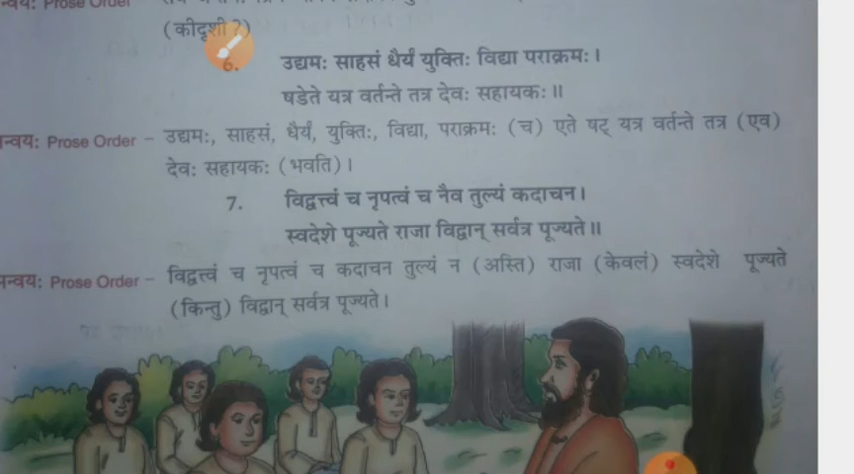 (कीदृशी ?)
6. उद्यमः साहसं धैर्यं युक्तिः विद्या पराक्रमः।
षडेते यत्र वर्तन्ते तत्र देवः सहायकः॥
न्वयः Prose Order – उद्यमः, साहसं, धैर्यं, युक्तिः, विद्या, पराक्रमः (च) एते षट् यत्र वर्तन्ते तत्र (एव)
देवः सहायकः (भवति)।
7. विद्वत्त्वं च नृपत्वं च नैव तुल्यं कदाचन।
स्वदेशे पूज्यते राजा विद्वान् सर्वत्र पूज्यते॥
न्वयः Prose Order – विद्वत्त्वं च नृपत्वं च कदाचन तुल्यं न (अस्ति) राजा (केवलं) स्वदेशे पूज्यते
(किन्तु) विद्वान् सर्वत्र पूज्यते।